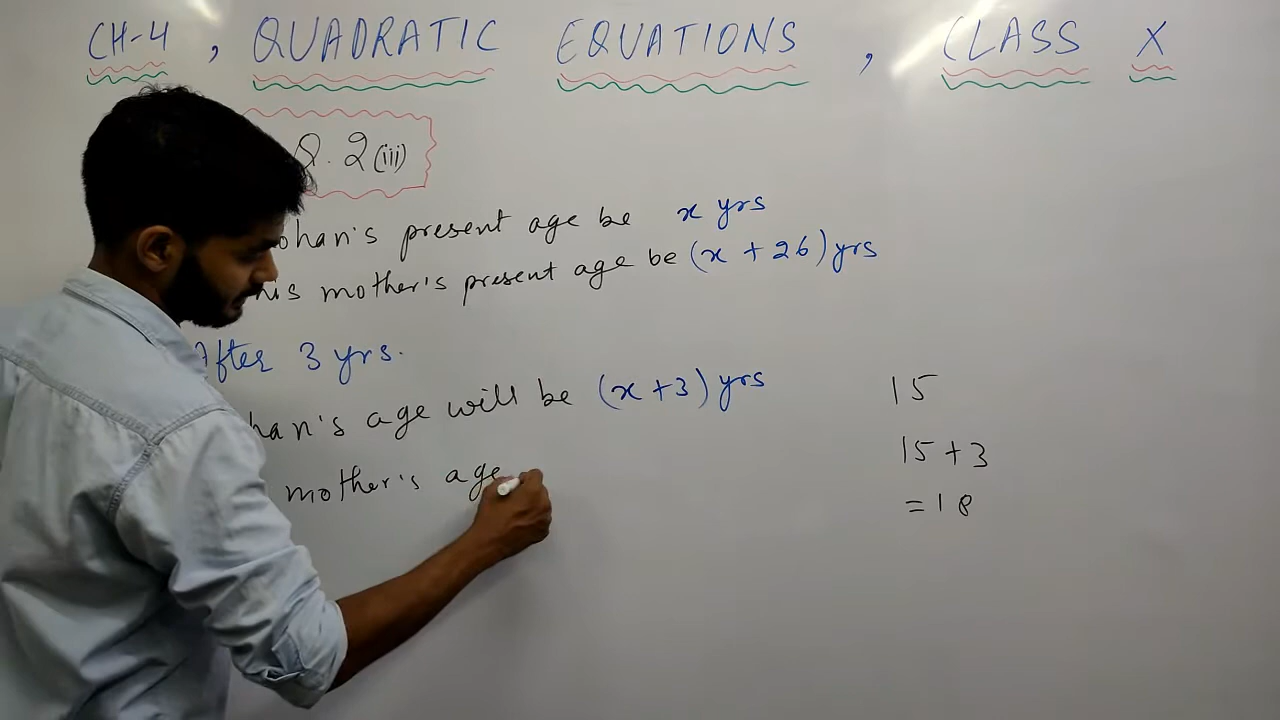 CH-4, QUADRATIC EQUATIONS, CLASS X
Q. 2 (iii)
ohan's present age be x yrs
his mother's present age be (x + 26) yrs
After 3 yrs.
han's age will be (x + 3) yrs
mother's age
15
15 + 3
= 18